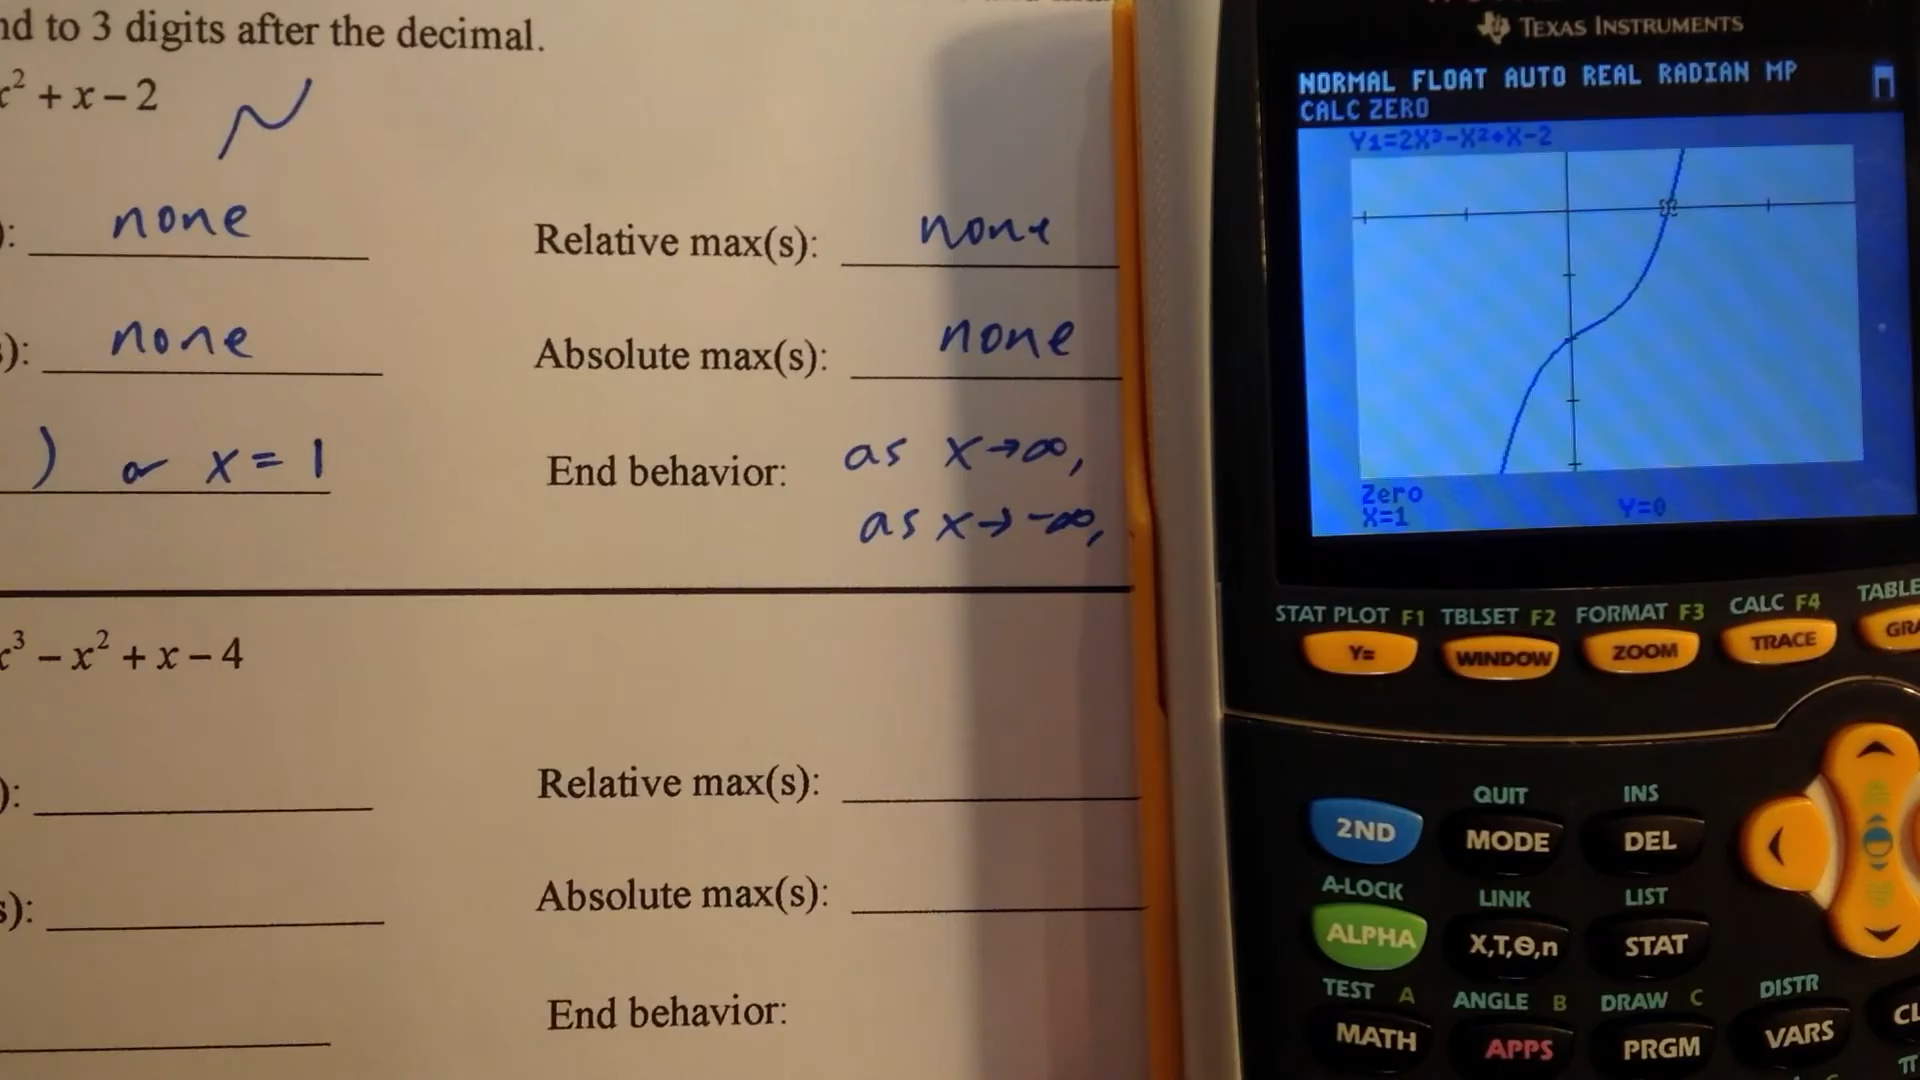 nd to 3 digits after the decimal.
x² + x − 2
): none
Relative max(s): none
s): none
Absolute max(s): none
) or x = 1
End behavior: as x→∞,
as x→−∞,
x³ − x² + x − 4
): 
Relative max(s):
s):
Absolute max(s):
End behavior:
TEXAS INSTRUMENTS
NORMAL FLOAT AUTO REAL RADIAN MP
CALC ZERO
Y1=2X³-X²+X-2
Zero
X=1 Y=0
STAT PLOT F1 TBLSET F2 FORMAT F3 CALC F4 TABLE
Y= WINDOW ZOOM TRACE GRA
QUIT INS
2ND MODE DEL
A-LOCK LINK LIST
ALPHA X,T,Θ,n STAT
TEST A ANGLE B DRAW C DISTR
MATH APPS PRGM VARS CL
π